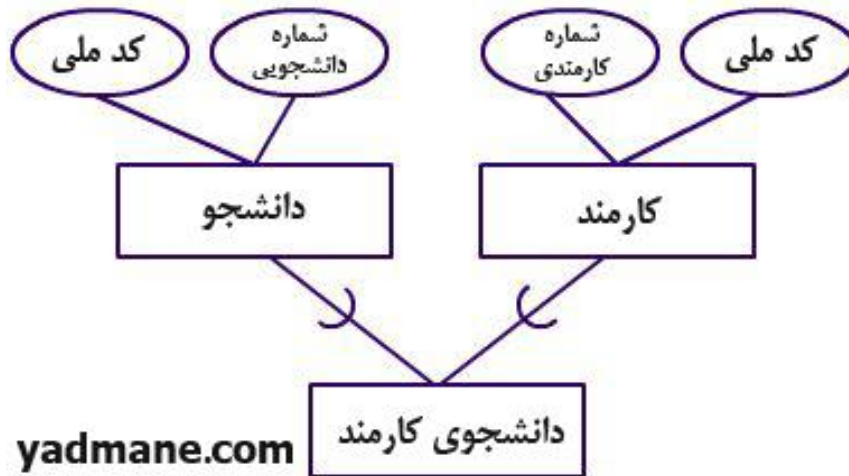 کد ملی
شماره
دانشجویی
شماره
کارمندی
کد ملی
دانشجو
کارمند
دانشجوی کارمند
yadmane.com